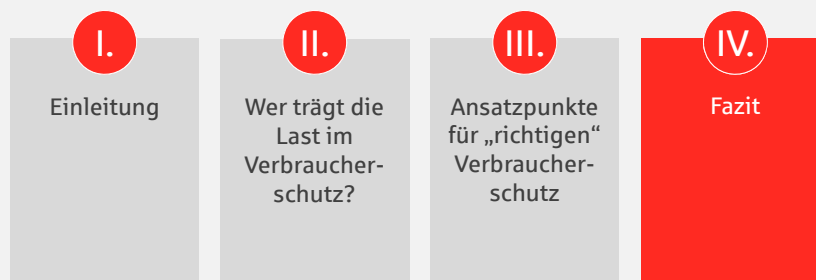 I.
Einleitung
II.
Wer trägt die
Last im
Verbraucher-
schutz?
III.
Ansatzpunkte
für „richtigen“
Verbraucher-
schutz
IV.
Fazit